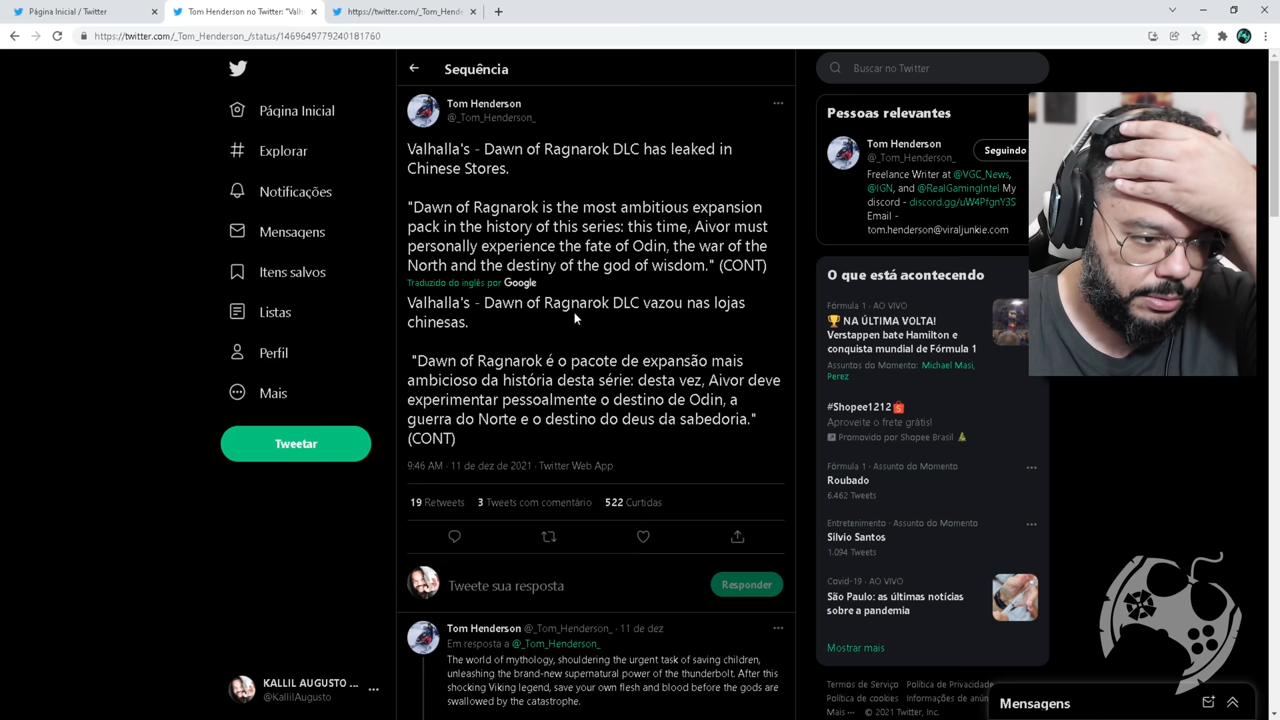 Página Inicial / Twitter
Tom Henderson no Twitter: "Valh
https://twitter.com/_Tom_Hende
https://twitter.com/_Tom_Henderson_/status/1469649779240181760
Sequência
Buscar no Twitter
Página Inicial
Explorar
Notificações
Mensagens
Itens salvos
Listas
Perfil
Mais
Tweetar
KALLIL AUGUSTO ...
@KallilAugusto
Tom Henderson
@_Tom_Henderson_
Valhalla's - Dawn of Ragnarok DLC has leaked in
Chinese Stores.
"Dawn of Ragnarok is the most ambitious expansion
pack in the history of this series: this time, Aivor must
personally experience the fate of Odin, the war of the
North and the destiny of the god of wisdom." (CONT)
Traduzido do inglês por Google
Valhalla's - Dawn of Ragnarok DLC vazou nas lojas
chinesas.
"Dawn of Ragnarok é o pacote de expansão mais
ambicioso da história desta série: desta vez, Aivor deve
experimentar pessoalmente o destino de Odin, a
guerra do Norte e o destino do deus da sabedoria."
(CONT)
9:46 AM · 11 de dez de 2021 · Twitter Web App
19 Retweets 3 Tweets com comentário 522 Curtidas
Tweete sua resposta
Responder
Tom Henderson @_Tom_Henderson_ · 11 de dez
Em resposta a @_Tom_Henderson_
The world of mythology, shouldering the urgent task of saving children,
unleashing the brand-new supernatural power of the thunderbolt. After this
shocking Viking legend, save your own flesh and blood before the gods are
swallowed by the catastrophe.
Pessoas relevantes
Tom Henderson
@_Tom_Henderson_
Seguindo
Freelance Writer at @VGC_News,
@IGN, and @RealGamingIntel My
discord - discord.gg/uW4PfgnY3S
Email -
tom.henderson@viraljunkie.com
O que está acontecendo
Fórmula 1 · AO VIVO
🏆 NA ÚLTIMA VOLTA!
Verstappen bate Hamilton e
conquista mundial de Fórmula 1
Assuntos do Momento: Michael Masi,
Perez
#Shopee1212
Aproveite o frete grátis!
Promovido por Shopee Brasil
Fórmula 1 · Assunto do Momento
Roubado
6.462 Tweets
Entretenimento · Assunto do Momento
Silvio Santos
1.094 Tweets
Covid-19 · AO VIVO
São Paulo: as últimas notícias
sobre a pandemia
Mostrar mais
Termos de Serviço Política de Privacidade
Política de cookies Informações de anún
Mais ··· © 2021 Twitter, Inc.
Mensagens